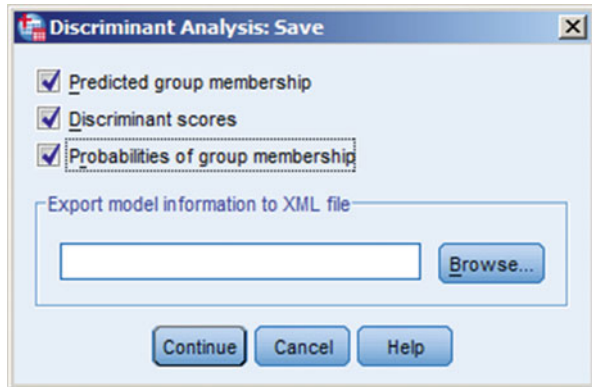 Discriminant Analysis: Save
Predicted group membership
Discriminant scores
Probabilities of group membership
Export model information to XML file
Browse...
Continue Cancel Help